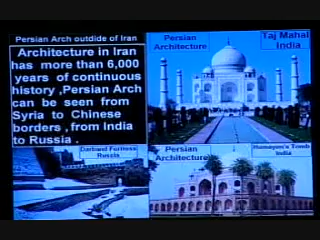 Persian Arch outdide of Iran
Architecture in Iran
has more than 6,000
years of continuous
history ,Persian Arch
can be seen from
Syria to Chinese
borders , from India
to Russia .
Persian
Architecture
Taj Mahal
India
Darband Fortress
Russia
Persian
Architecture
Humayun's Tomb
India